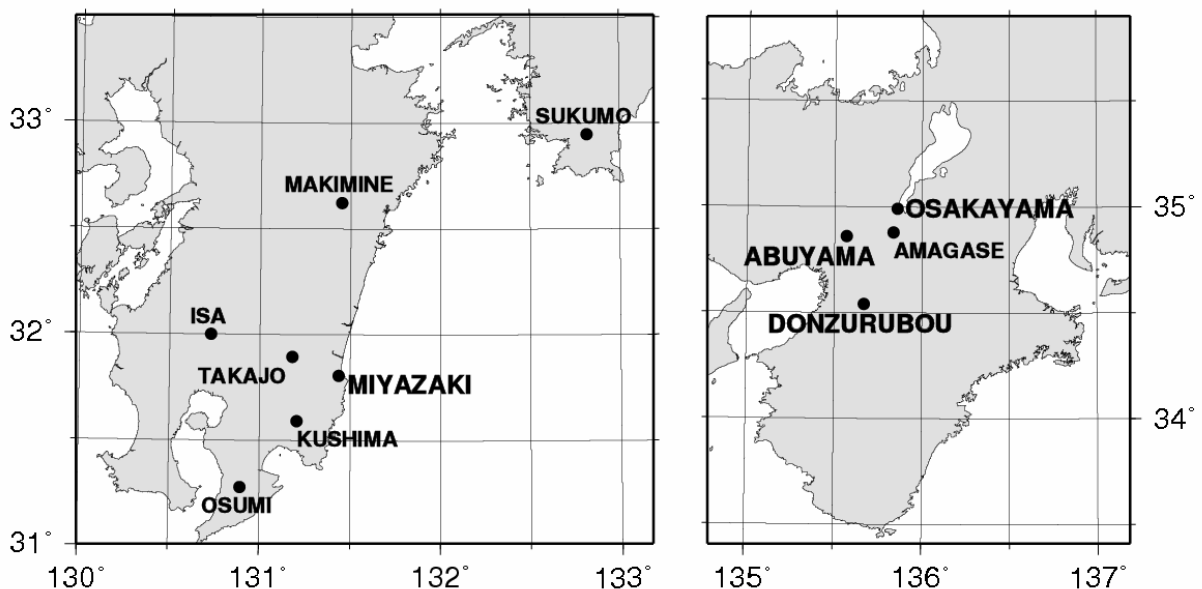 33°
32°
31°
130°
131°
132°
133°
SUKUMO
MAKIMINE
ISA
TAKAJO
MIYAZAKI
KUSHIMA
OSUMI
OSAKAYAMA
ABUYAMA
AMAGASE
DONZURUBOU
35°
34°
135°
136°
137°